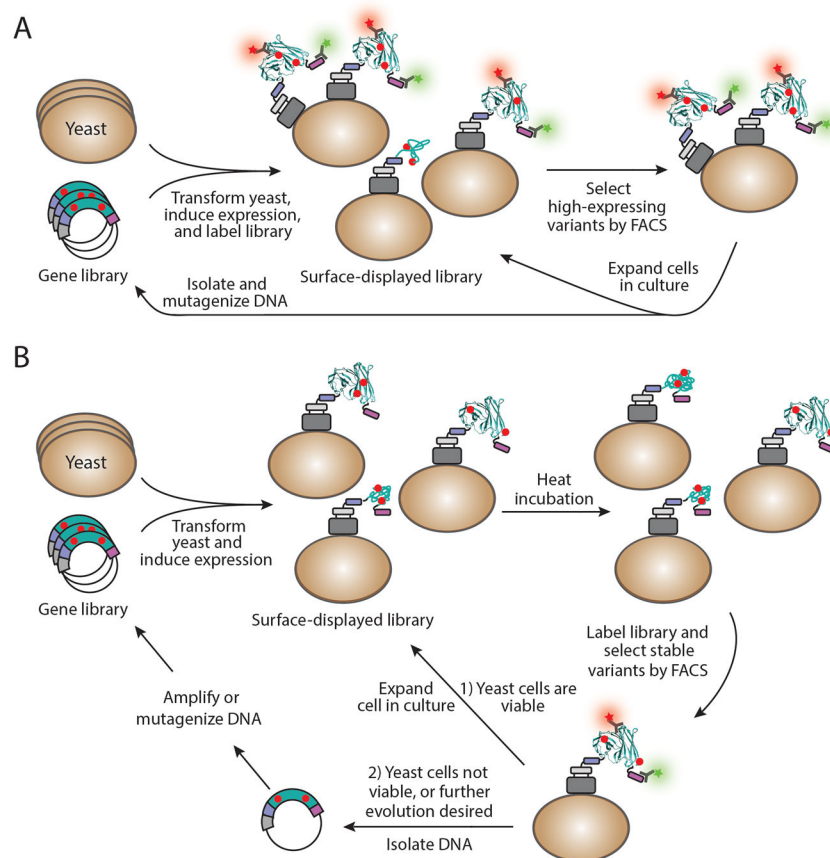 A
Yeast
Gene library
Transform yeast,
induce expression,
and label library
Surface-displayed library
Select
high-expressing
variants by FACS
Expand cells
in culture
Isolate and
mutagenize DNA
B
Yeast
Gene library
Transform
yeast and
induce expression
Surface-displayed library
Heat
incubation
Label library and
select stable
variants by FACS
1) Yeast cells are
viable
Expand
cell in culture
2) Yeast cells not
viable, or further
evolution desired
Isolate DNA
Amplify or
mutagenize DNA